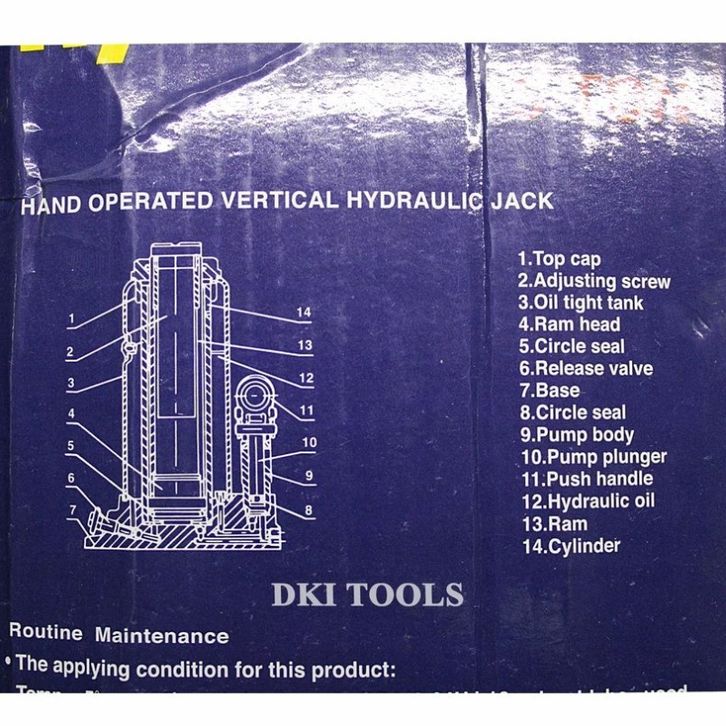 HAND OPERATED VERTICAL HYDRAULIC JACK
1
2
3
4
5
6
7
14
13
12
11
10
9
8
1.Top cap
2.Adjusting screw
3.Oil tight tank
4.Ram head
5.Circle seal
6.Release valve
7.Base
8.Circle seal
9.Pump body
10.Pump plunger
11.Push handle
12.Hydraulic oil
13.Ram
14.Cylinder
DKI TOOLS
Routine Maintenance
• The applying condition for this product: